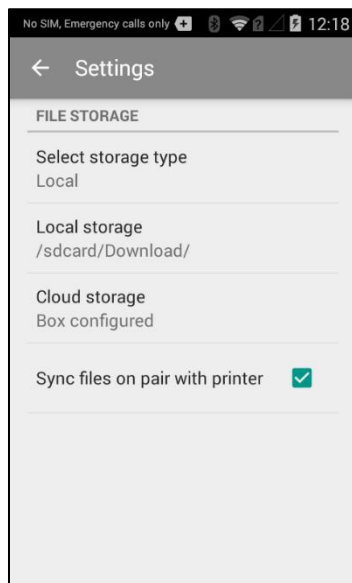 No SIM, Emergency calls only 12:18
Settings
FILE STORAGE
Select storage type
Local
Local storage
/sdcard/Download/
Cloud storage
Box configured
Sync files on pair with printer